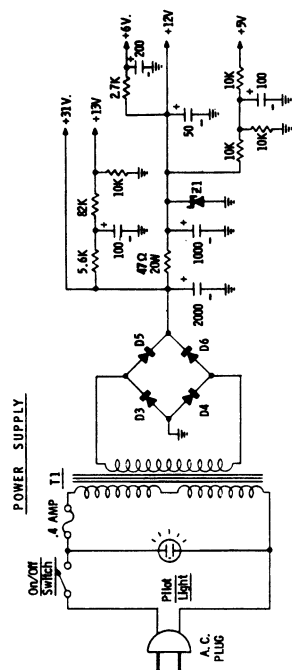 POWER SUPPLY
On/Off
Switch
.4 AMP
T1
Pilot
Light
A.C.
PLUG
D3
D5
D4
D6
+31V.
+13V
5.6K
82K
+
100
-
10K
47Ω
20W
+
2000
-
+
1000
-
Z1
2.7K
+6V.
+
200
-
+12V
+
50
-
10K
10K
10K
+
100
-
+9V